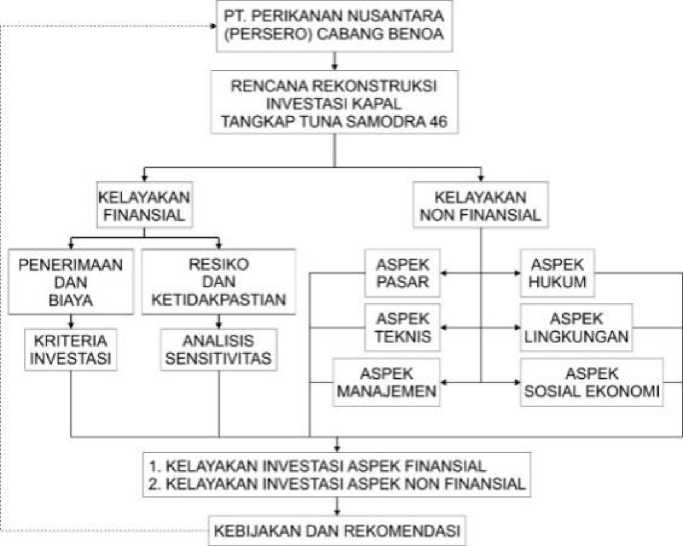 PT. PERIKANAN NUSANTARA
(PERSERO) CABANG BENOA
RENCANA REKONSTRUKSI
INVESTASI KAPAL
TANGKAP TUNA SAMODRA 46
KELAYAKAN
FINANSIAL
KELAYAKAN
NON FINANSIAL
PENERIMAAN
DAN
BIAYA
RESIKO
DAN
KETIDAKPASTIAN
ASPEK
PASAR
ASPEK
HUKUM
KRITERIA
INVESTASI
ANALISIS
SENSITIVITAS
ASPEK
TEKNIS
ASPEK
LINGKUNGAN
ASPEK
MANAJEMEN
ASPEK
SOSIAL EKONOMI
1. KELAYAKAN INVESTASI ASPEK FINANSIAL
2. KELAYAKAN INVESTASI ASPEK NON FINANSIAL
KEBIJAKAN DAN REKOMENDASI